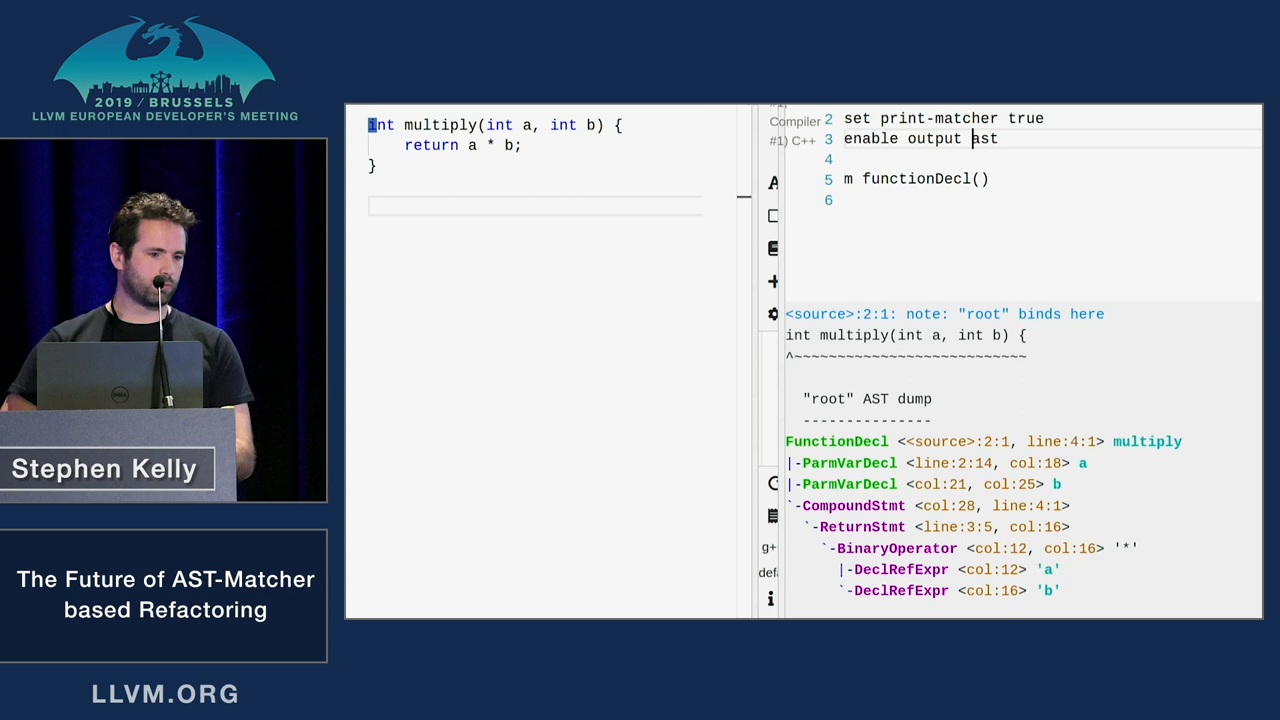 2019 / BRUSSELS
LLVM EUROPEAN DEVELOPER'S MEETING
Stephen Kelly
The Future of AST-Matcher
based Refactoring
LLVM.ORG
int multiply(int a, int b) {
    return a * b;
}
#1)
Compiler
#1) C++
A
g+
defa
2 set print-matcher true
3 enable output ast
4
5 m functionDecl()
6
<source>:2:1: note: "root" binds here
int multiply(int a, int b) {
^~~~~~~~~~~~~~~~~~~~~~~~~~~
  "root" AST dump
  ---------------
FunctionDecl <<source>:2:1, line:4:1> multiply
|-ParmVarDecl <line:2:14, col:18> a
|-ParmVarDecl <col:21, col:25> b
`-CompoundStmt <col:28, line:4:1>
  `-ReturnStmt <line:3:5, col:16>
    `-BinaryOperator <col:12, col:16> '*'
      |-DeclRefExpr <col:12> 'a'
      `-DeclRefExpr <col:16> 'b'